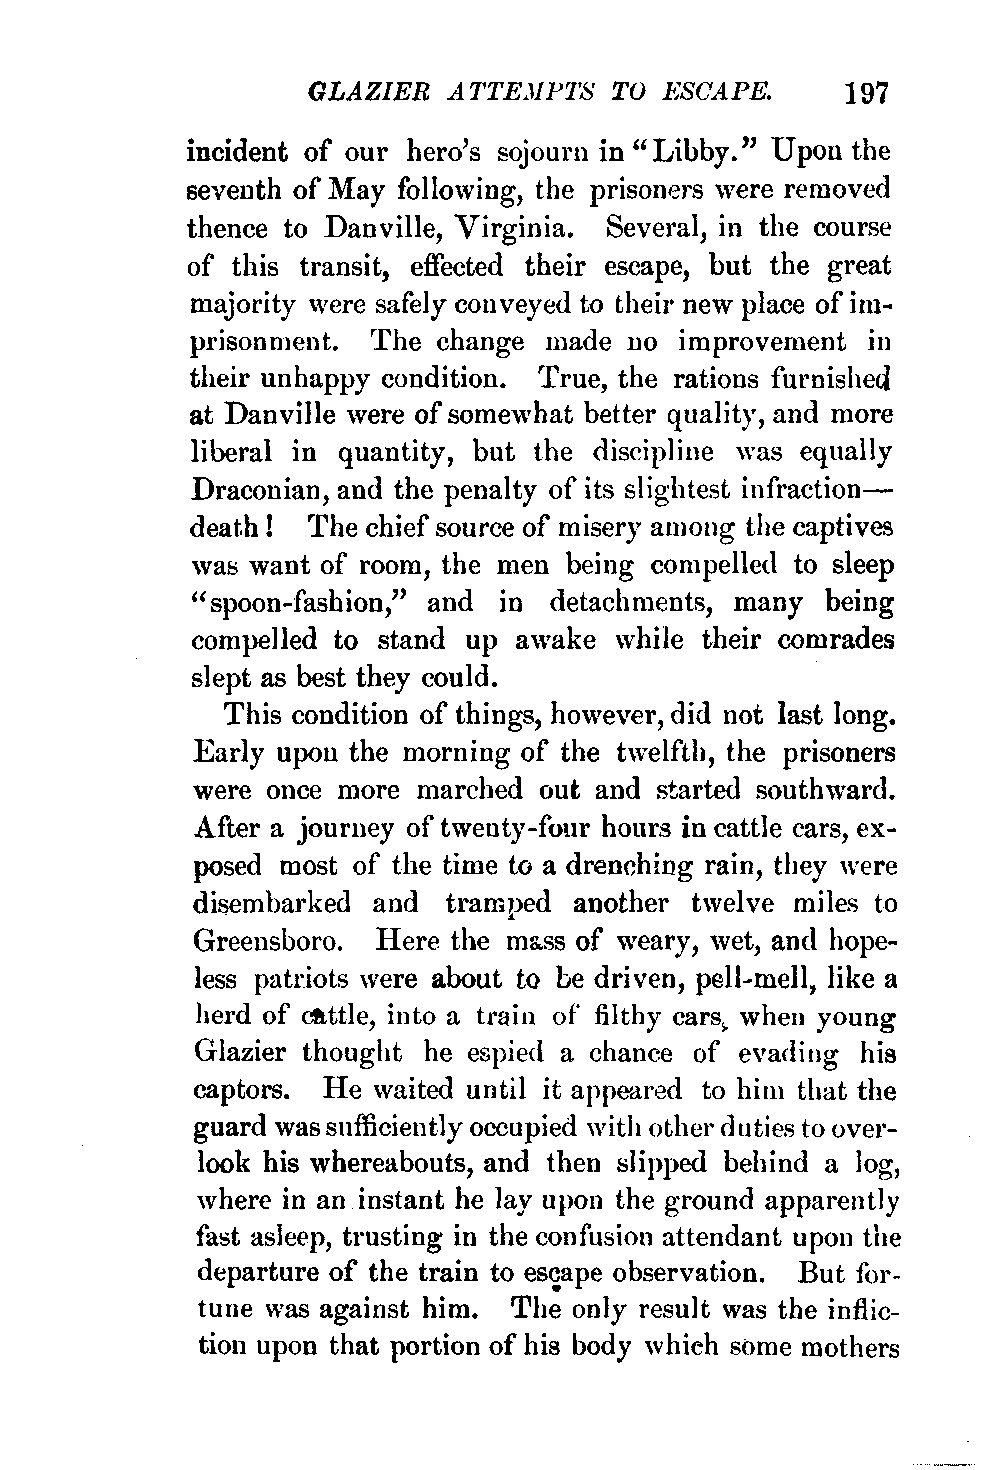 GLAZIER ATTEMPTS TO ESCAPE. 197
incident of our hero's sojourn in "Libby." Upon the
seventh of May following, the prisoners were removed
thence to Danville, Virginia. Several, in the course
of this transit, effected their escape, but the great
majority were safely conveyed to their new place of im-
prisonment. The change made no improvement in
their unhappy condition. True, the rations furnished
at Danville were of somewhat better quality, and more
liberal in quantity, but the discipline was equally
Draconian, and the penalty of its slightest infraction—
death! The chief source of misery among the captives
was want of room, the men being compelled to sleep
"spoon-fashion," and in detachments, many being
compelled to stand up awake while their comrades
slept as best they could.
This condition of things, however, did not last long.
Early upon the morning of the twelfth, the prisoners
were once more marched out and started southward.
After a journey of twenty-four hours in cattle cars, ex-
posed most of the time to a drenching rain, they were
disembarked and tramped another twelve miles to
Greensboro. Here the mass of weary, wet, and hope-
less patriots were about to be driven, pell-mell, like a
herd of cattle, into a train of filthy cars, when young
Glazier thought he espied a chance of evading his
captors. He waited until it appeared to him that the
guard was sufficiently occupied with other duties to over-
look his whereabouts, and then slipped behind a log,
where in an instant he lay upon the ground apparently
fast asleep, trusting in the confusion attendant upon the
departure of the train to escape observation. But for-
tune was against him. The only result was the inflic-
tion upon that portion of his body which some mothers